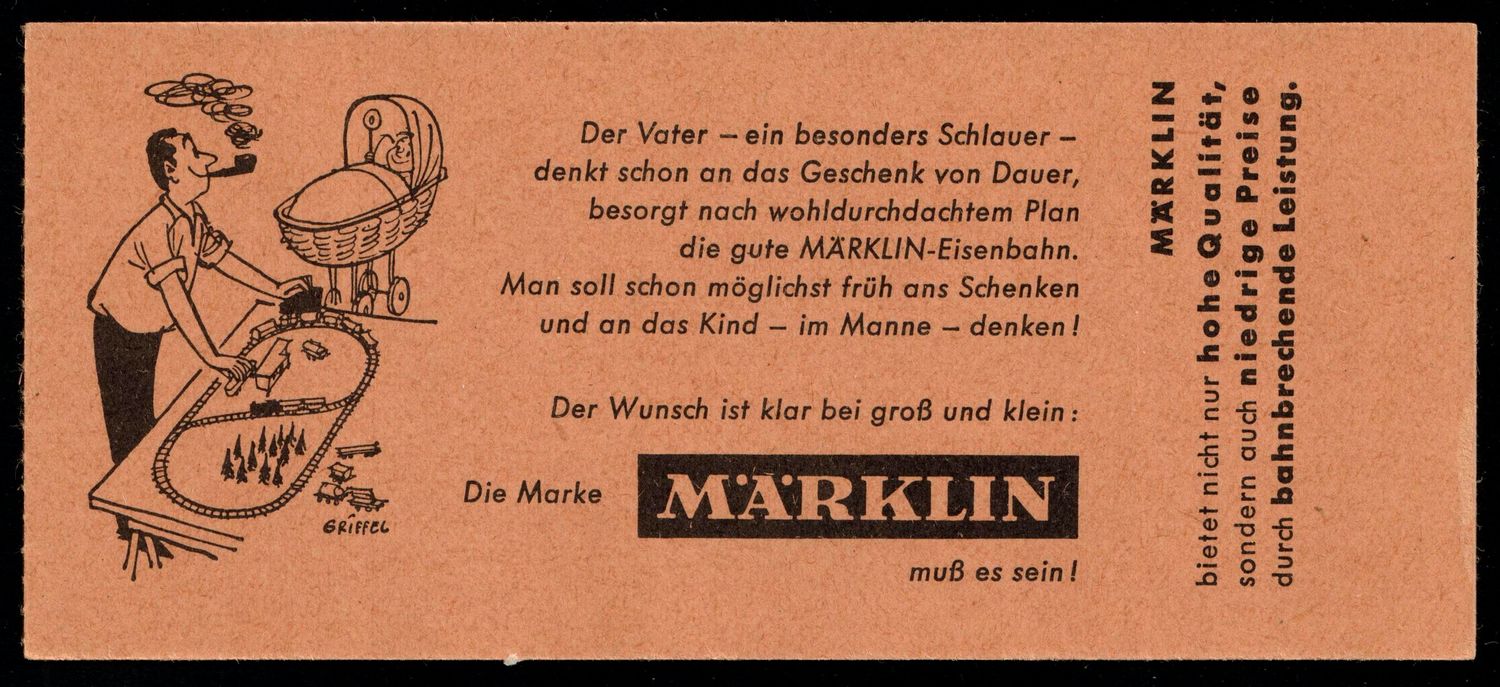 Der Vater – ein besonders Schlauer –
denkt schon an das Geschenk von Dauer,
besorgt nach wohldurchdachtem Plan
die gute MÄRKLIN-Eisenbahn.
Man soll schon möglichst früh ans Schenken
und an das Kind – im Manne – denken!
Der Wunsch ist klar bei groß und klein:
Die Marke MÄRKLIN
muß es sein!
GRIFFEL
MÄRKLIN
bietet nicht nur hohe Qualität,
sondern auch niedrige Preise
durch bahnbrechende Leistung.